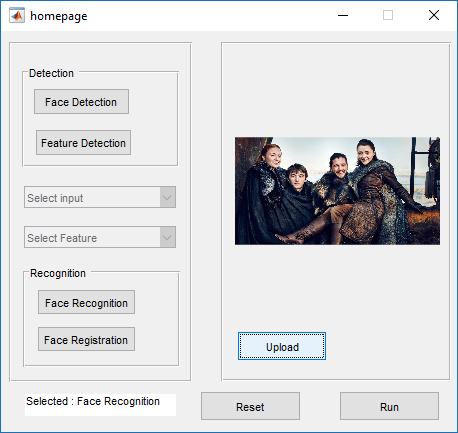 homepage
Detection
Face Detection
Feature Detection
Select input
Select Feature
Recognition
Face Recognition
Face Registration
Upload
Selected : Face Recognition
Reset
Run